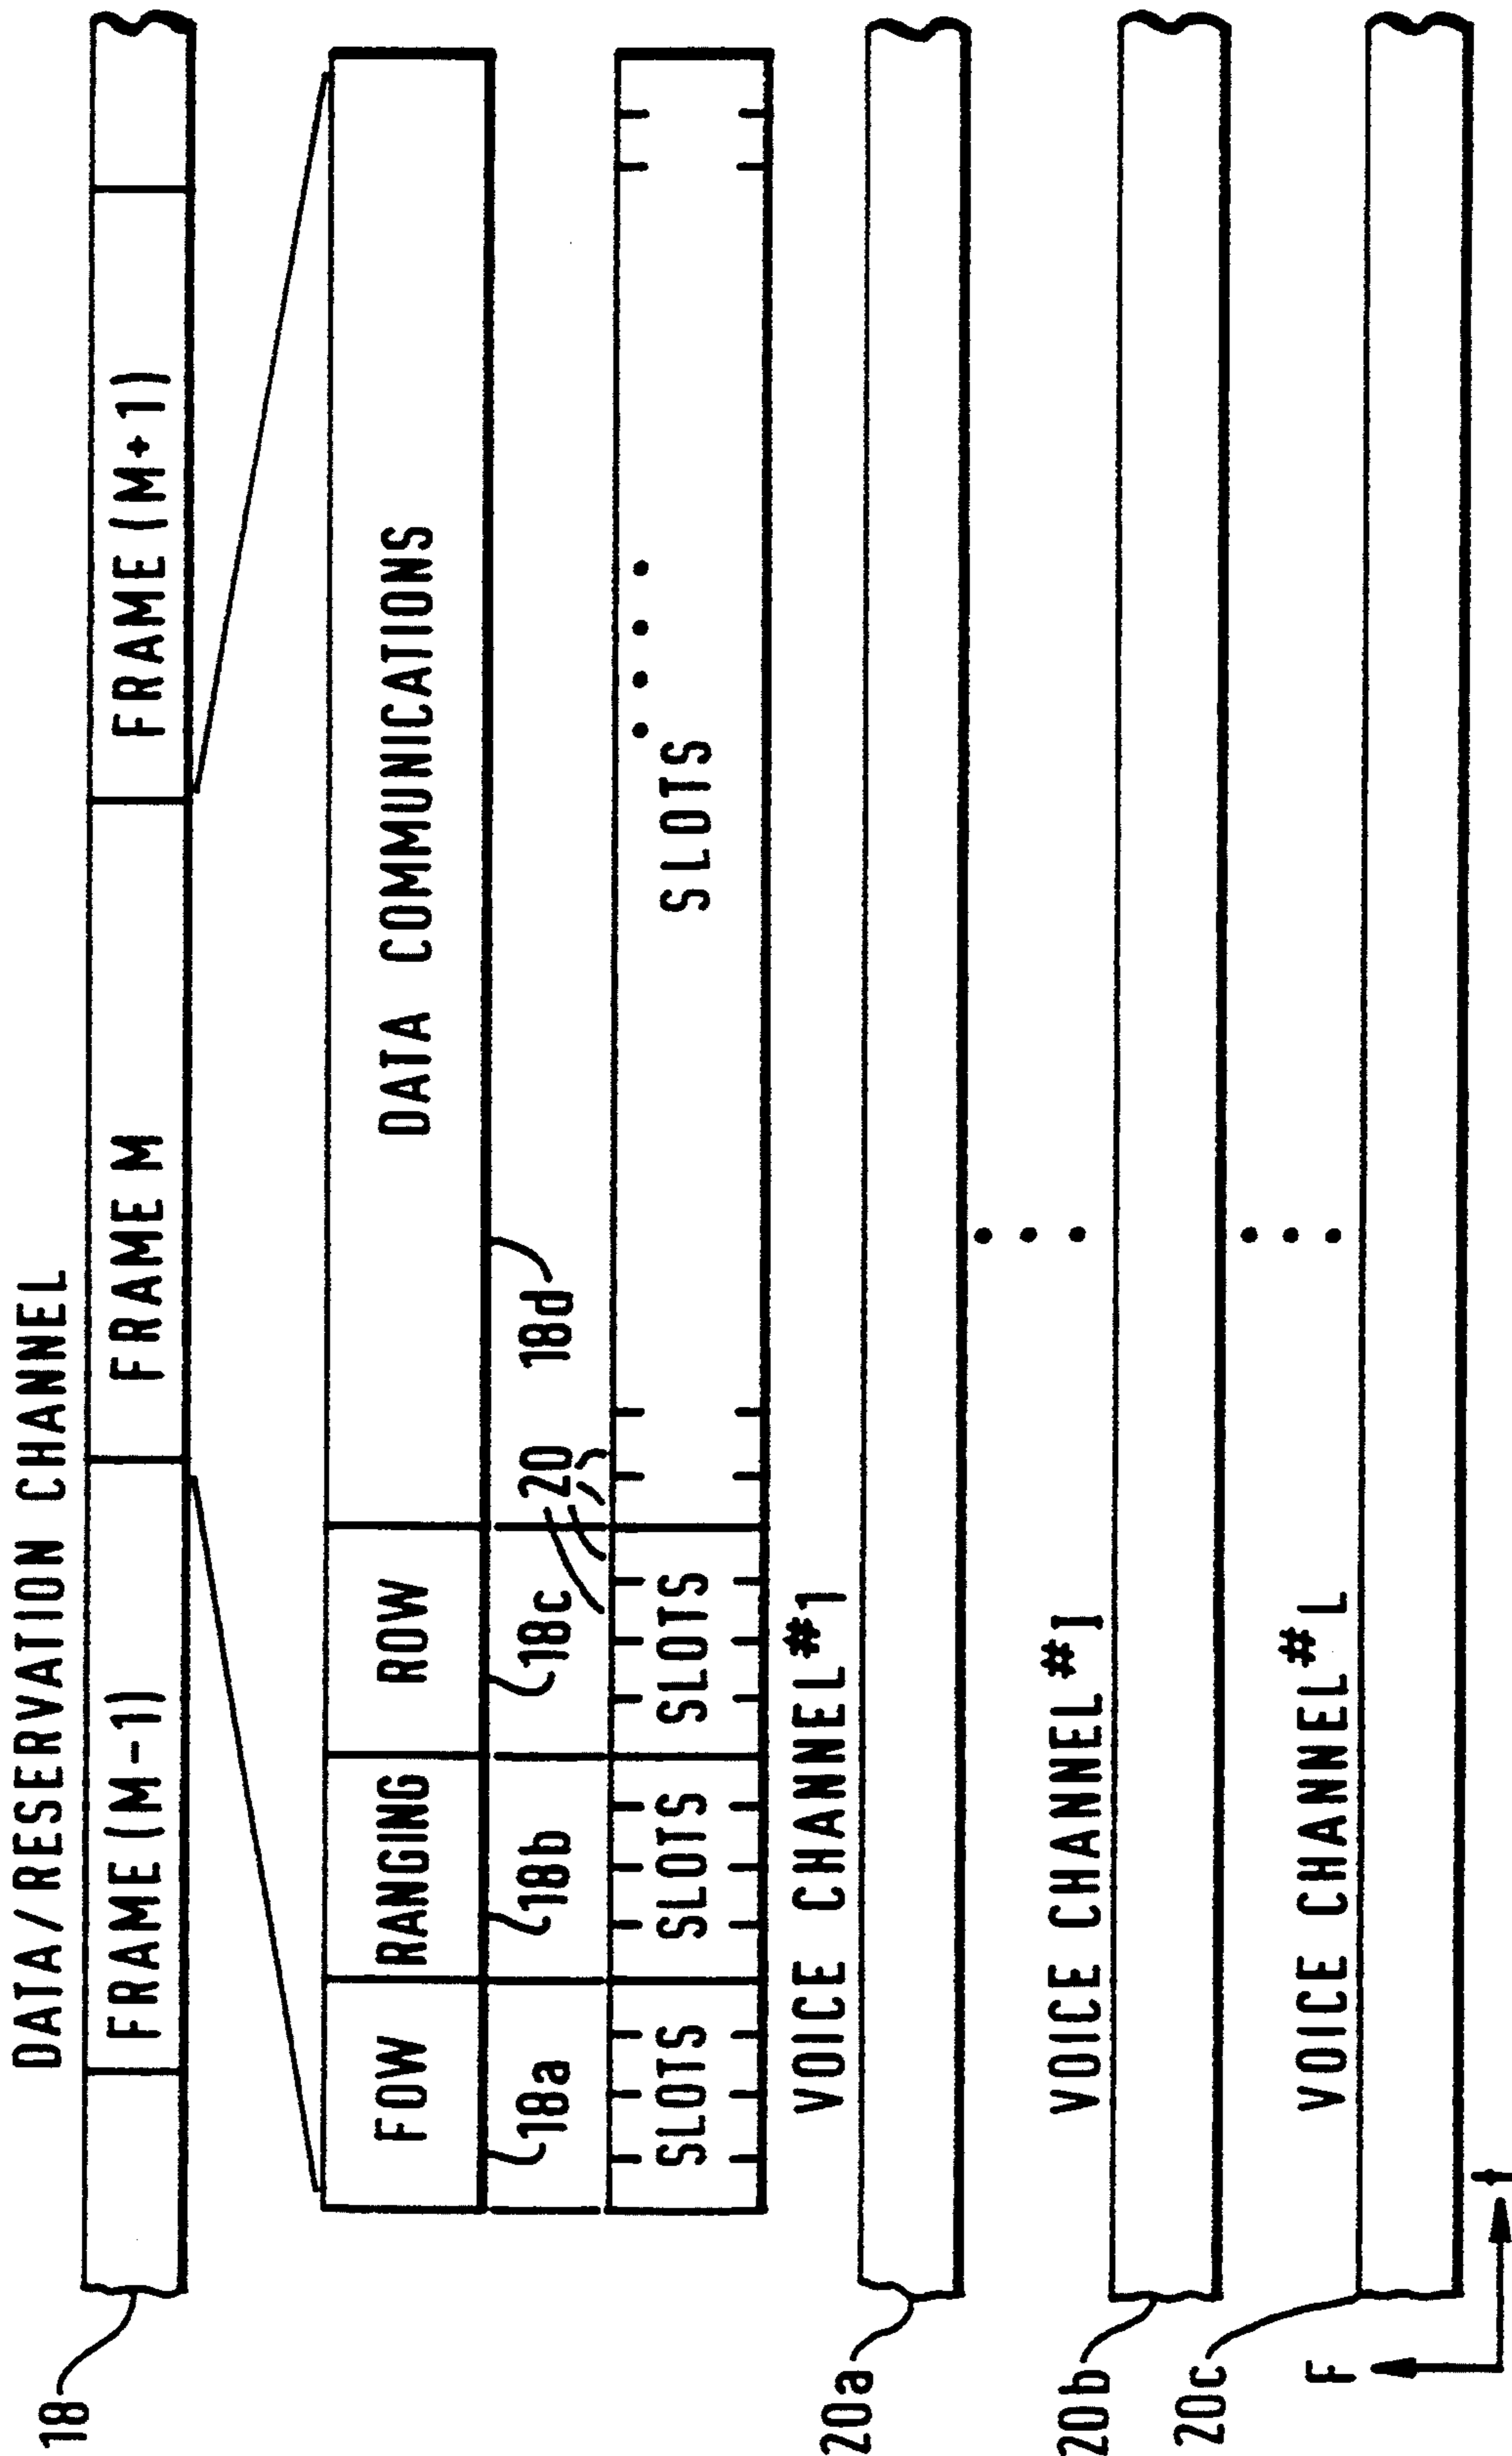 DATA/RESERVATION CHANNEL
18
FRAME (M-1)
FRAME M
FRAME (M+1)
FOW
RANGING
ROW
DATA COMMUNICATIONS
18a
18b
18c
20
18d
SLOTS
SLOTS
SLOTS
SLOTS
VOICE CHANNEL #1
20a
VOICE CHANNEL #I
20b
VOICE CHANNEL #L
20c
F
t